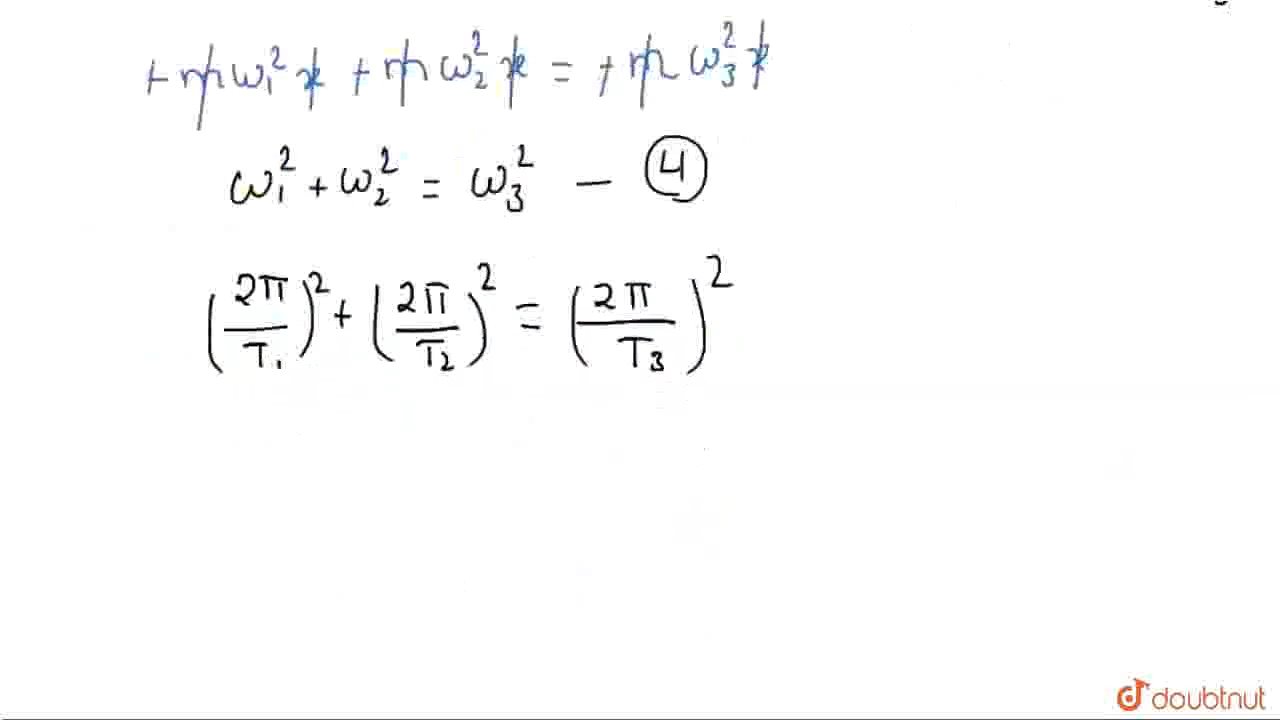 +mω₁²x + mω₂²x = +mω₃²x
ω₁² + ω₂² = ω₃² — ④
(2π/T₁)² + (2π/T₂)² = (2π/T₃)²
doubtnut